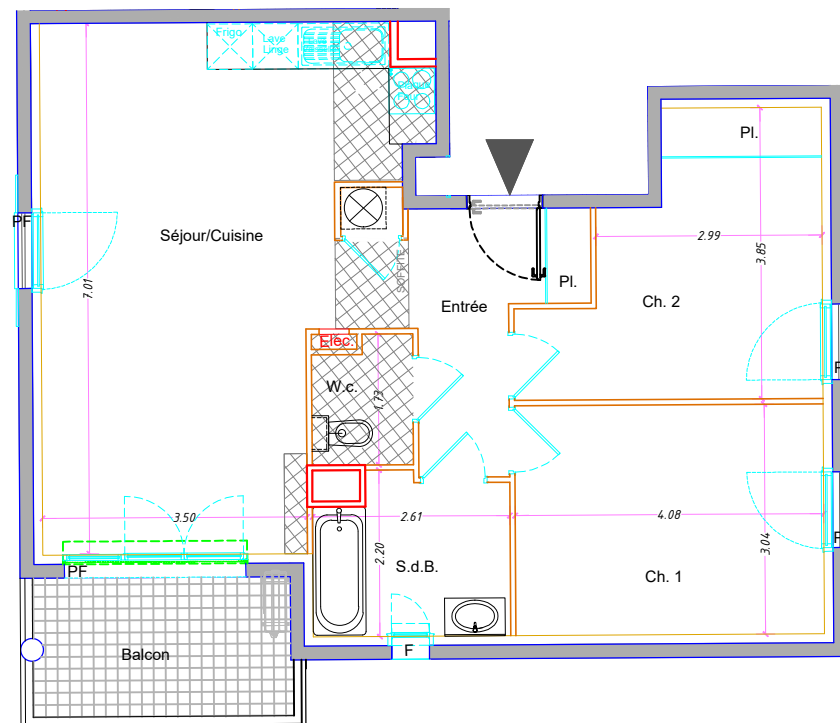 Frigo
Lave
Linge
Four
Pl.
PF
Séjour/Cuisine
2.99
3.85
7.01
SOFFITE
Pl.
Entrée
Ch. 2
Elec.
W.c.
1.73
3.50
2.61
4.08
3.04
2.20
S.d.B.
Ch. 1
PF
F
Balcon